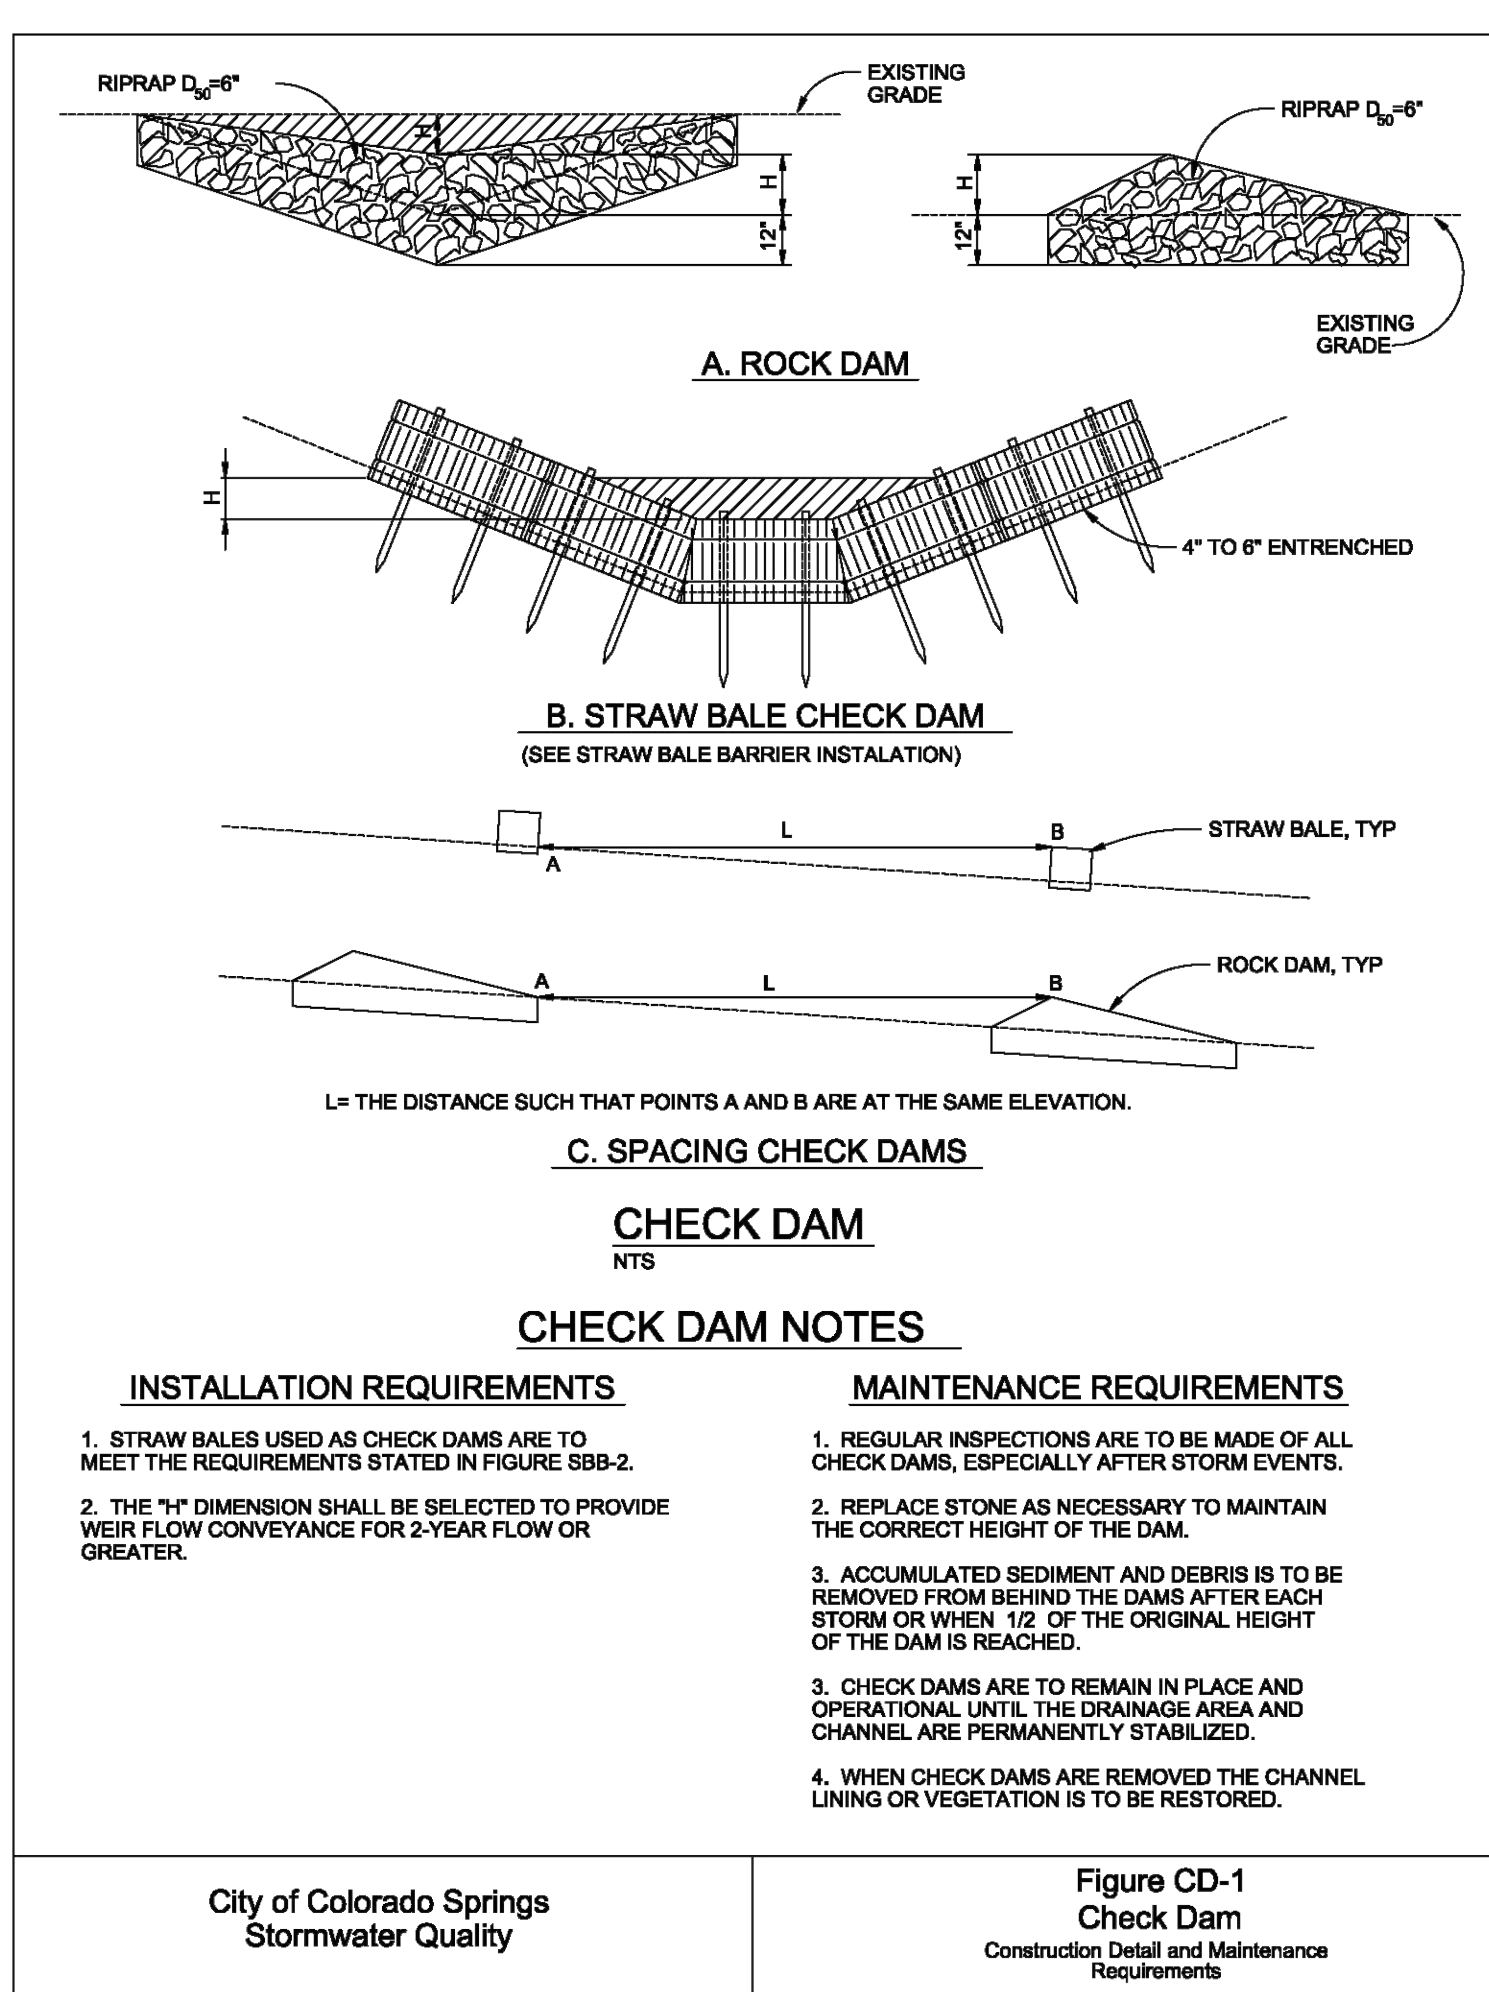 RIPRAP D50=6"
EXISTING
GRADE
H
H
12"
RIPRAP D50=6"
H
12"
EXISTING
GRADE
A. ROCK DAM
H
4" TO 6" ENTRENCHED
B. STRAW BALE CHECK DAM
(SEE STRAW BALE BARRIER INSTALATION)
L
B
STRAW BALE, TYP
A
A
L
B
ROCK DAM, TYP
L= THE DISTANCE SUCH THAT POINTS A AND B ARE AT THE SAME ELEVATION.
C. SPACING CHECK DAMS
CHECK DAM
NTS
CHECK DAM NOTES
INSTALLATION REQUIREMENTS
1. STRAW BALES USED AS CHECK DAMS ARE TO
MEET THE REQUIREMENTS STATED IN FIGURE SBB-2.
2. THE "H" DIMENSION SHALL BE SELECTED TO PROVIDE
WEIR FLOW CONVEYANCE FOR 2-YEAR FLOW OR
GREATER.
MAINTENANCE REQUIREMENTS
1. REGULAR INSPECTIONS ARE TO BE MADE OF ALL
CHECK DAMS, ESPECIALLY AFTER STORM EVENTS.
2. REPLACE STONE AS NECESSARY TO MAINTAIN
THE CORRECT HEIGHT OF THE DAM.
3. ACCUMULATED SEDIMENT AND DEBRIS IS TO BE
REMOVED FROM BEHIND THE DAMS AFTER EACH
STORM OR WHEN 1/2 OF THE ORIGINAL HEIGHT
OF THE DAM IS REACHED.
3. CHECK DAMS ARE TO REMAIN IN PLACE AND
OPERATIONAL UNTIL THE DRAINAGE AREA AND
CHANNEL ARE PERMANENTLY STABILIZED.
4. WHEN CHECK DAMS ARE REMOVED THE CHANNEL
LINING OR VEGETATION IS TO BE RESTORED.
City of Colorado Springs
Stormwater Quality
Figure CD-1
Check Dam
Construction Detail and Maintenance
Requirements